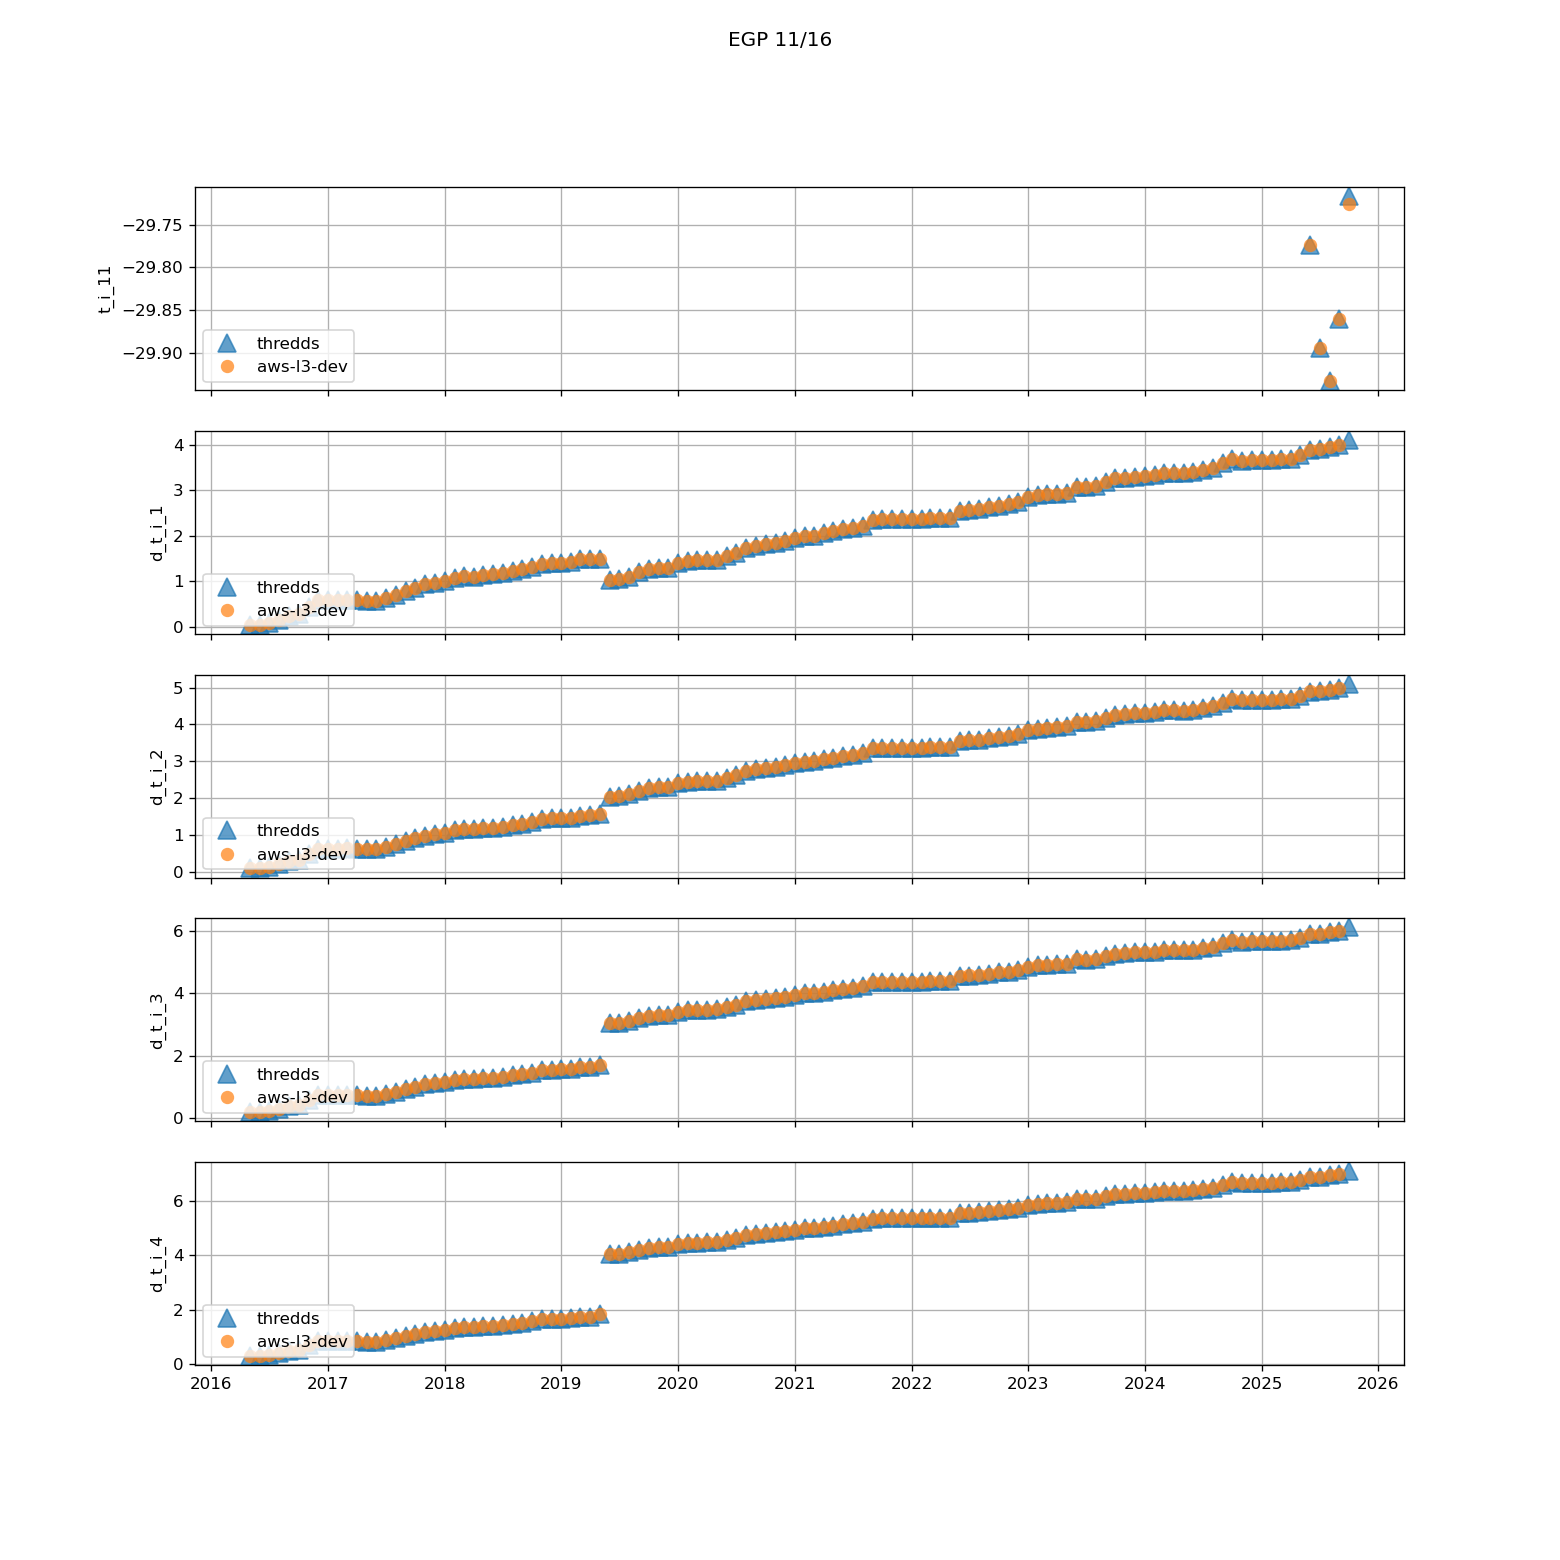 EGP 11/16
t_i_11
−29.75
−29.80
−29.85
−29.90
thredds
aws-l3-dev
d_t_i_1
4
3
2
1
0
thredds
aws-l3-dev
d_t_i_2
5
4
3
2
1
0
thredds
aws-l3-dev
d_t_i_3
6
4
2
0
thredds
aws-l3-dev
d_t_i_4
6
4
2
0
thredds
aws-l3-dev
2016 2017 2018 2019 2020 2021 2022 2023 2024 2025 2026